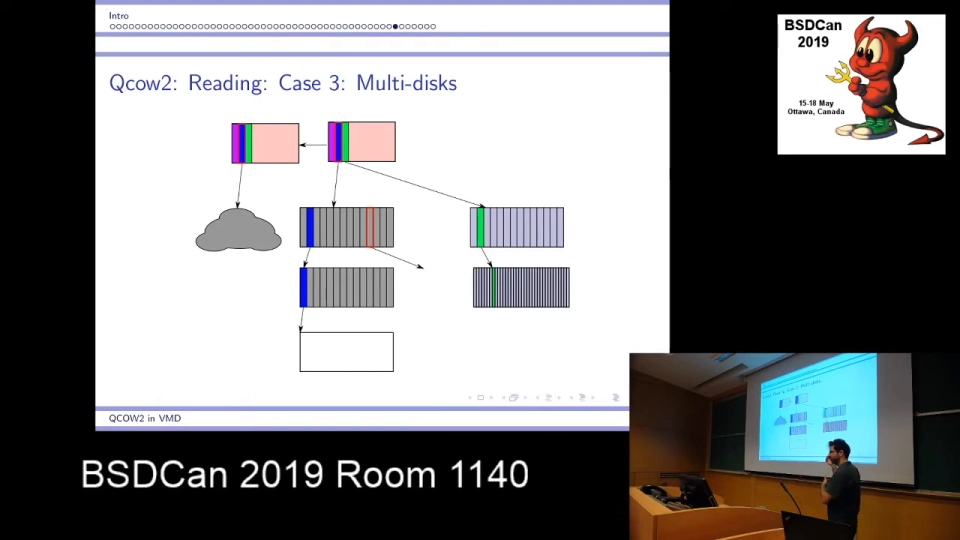 Intro
Qcow2: Reading: Case 3: Multi-disks
QCOW2 in VMD
BSDCan
2019
15-18 May
Ottawa, Canada
BSDCan 2019 Room 1140